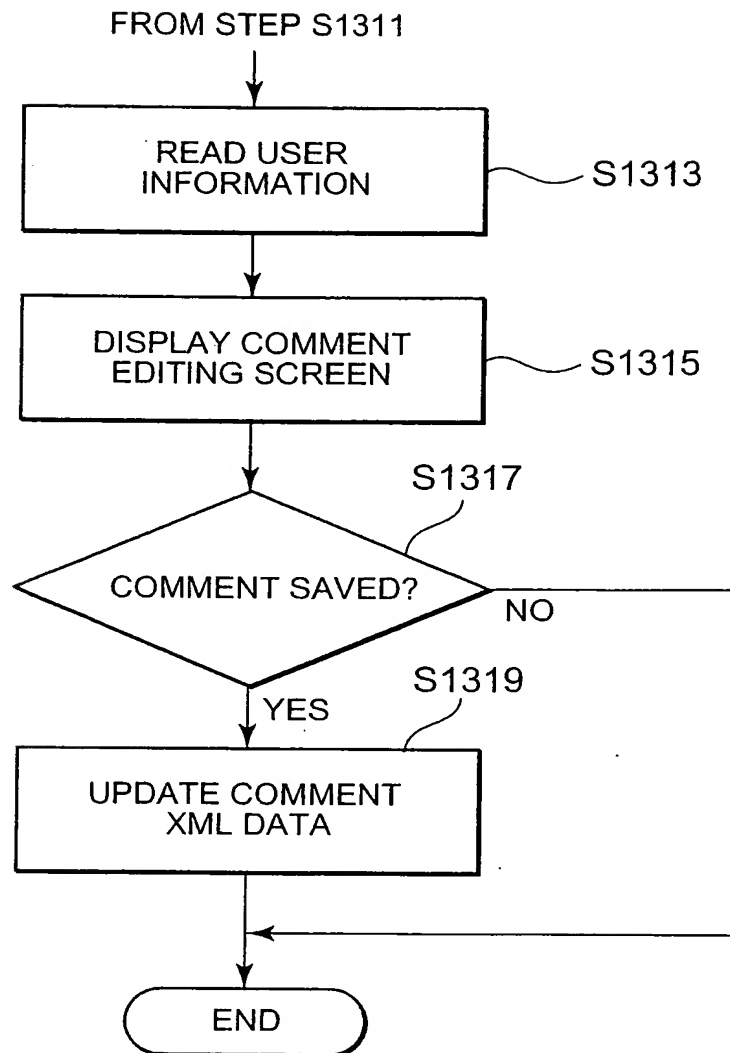 FROM STEP S1311
READ USER
INFORMATION
S1313
DISPLAY COMMENT
EDITING SCREEN
S1315
S1317
COMMENT SAVED?
NO
S1319
YES
UPDATE COMMENT
XML DATA
END